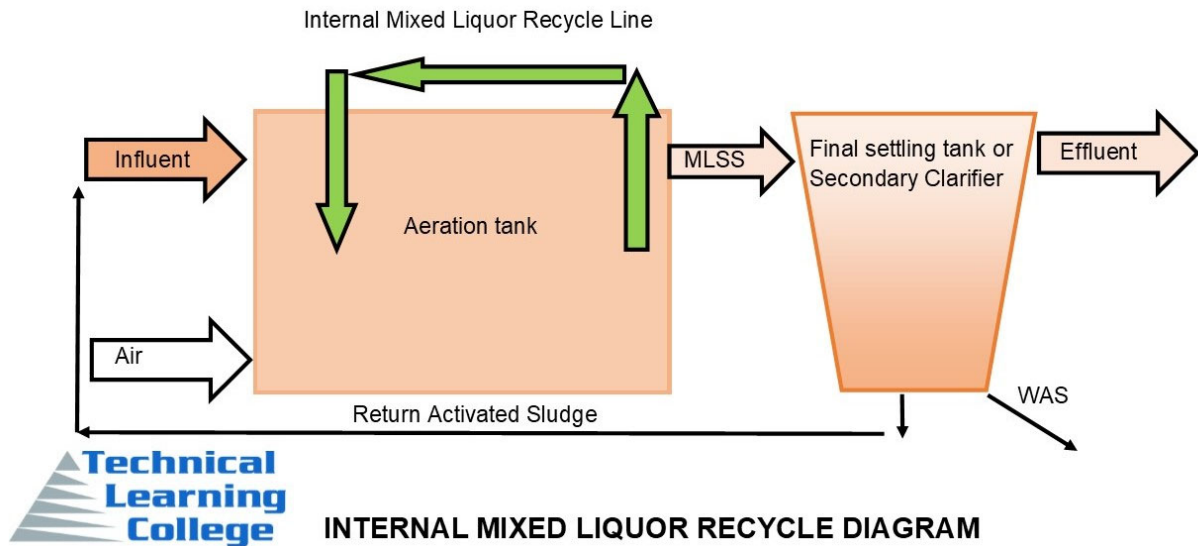 Internal Mixed Liquor Recycle Line
Influent
MLSS
Final settling tank or
Secondary Clarifier
Effluent
Aeration tank
Air
WAS
Return Activated Sludge
Technical
Learning
College
INTERNAL MIXED LIQUOR RECYCLE DIAGRAM